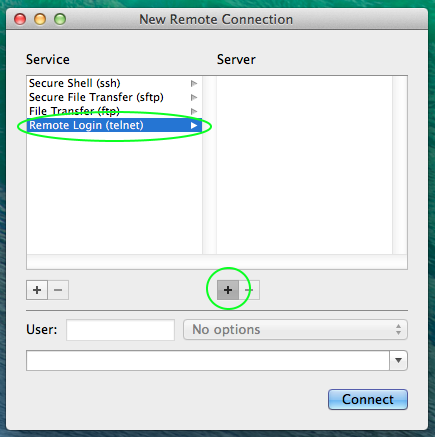 New Remote Connection
Service Server
Secure Shell (ssh)
Secure File Transfer (sftp)
File Transfer (ftp)
Remote Login (telnet)
+ − + −
User: No options
Connect